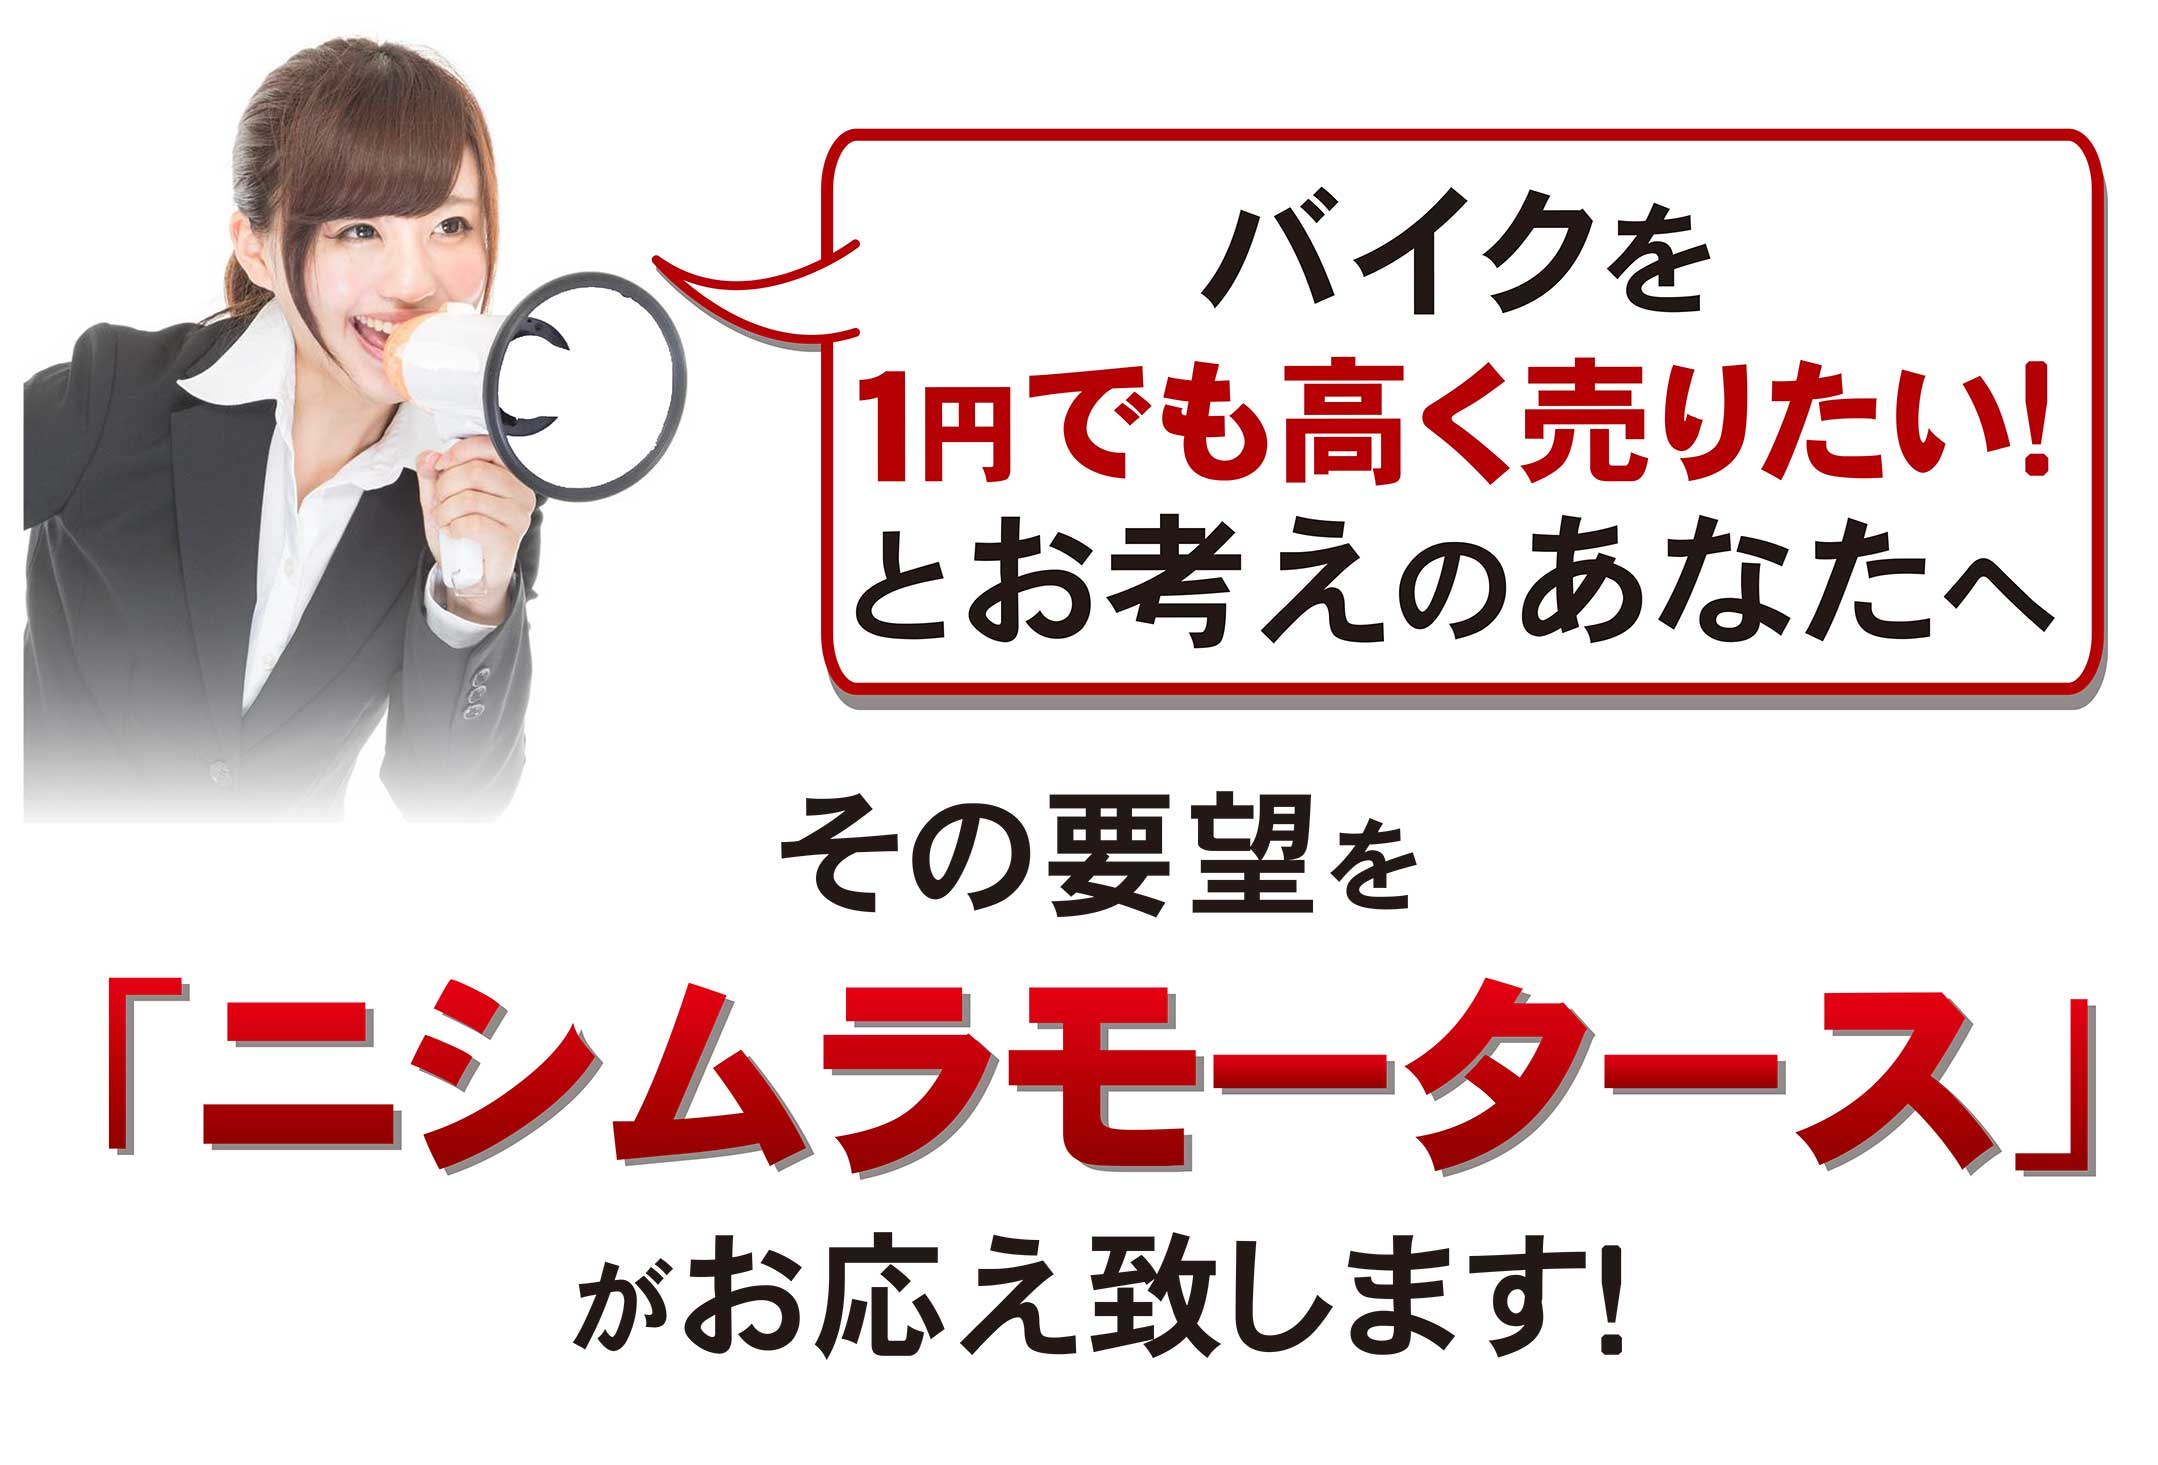 バイクを
1円でも高く売りたい!
とお考えのあなたへ
その要望を
「ニシムラモータース」
がお応え致します!